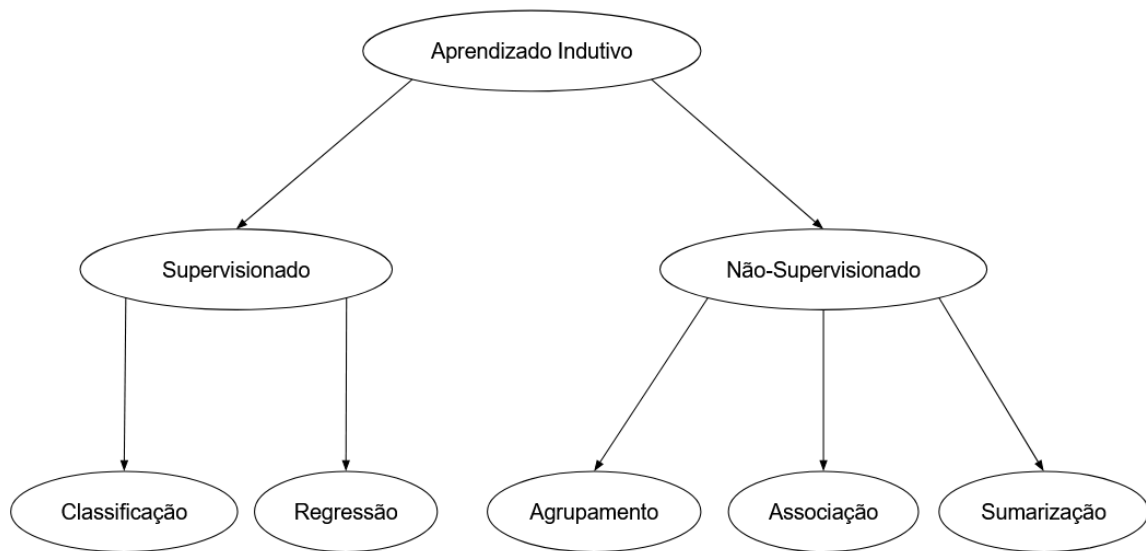 Aprendizado Indutivo
Supervisionado
Não-Supervisionado
Classificação
Regressão
Agrupamento
Associação
Sumarização